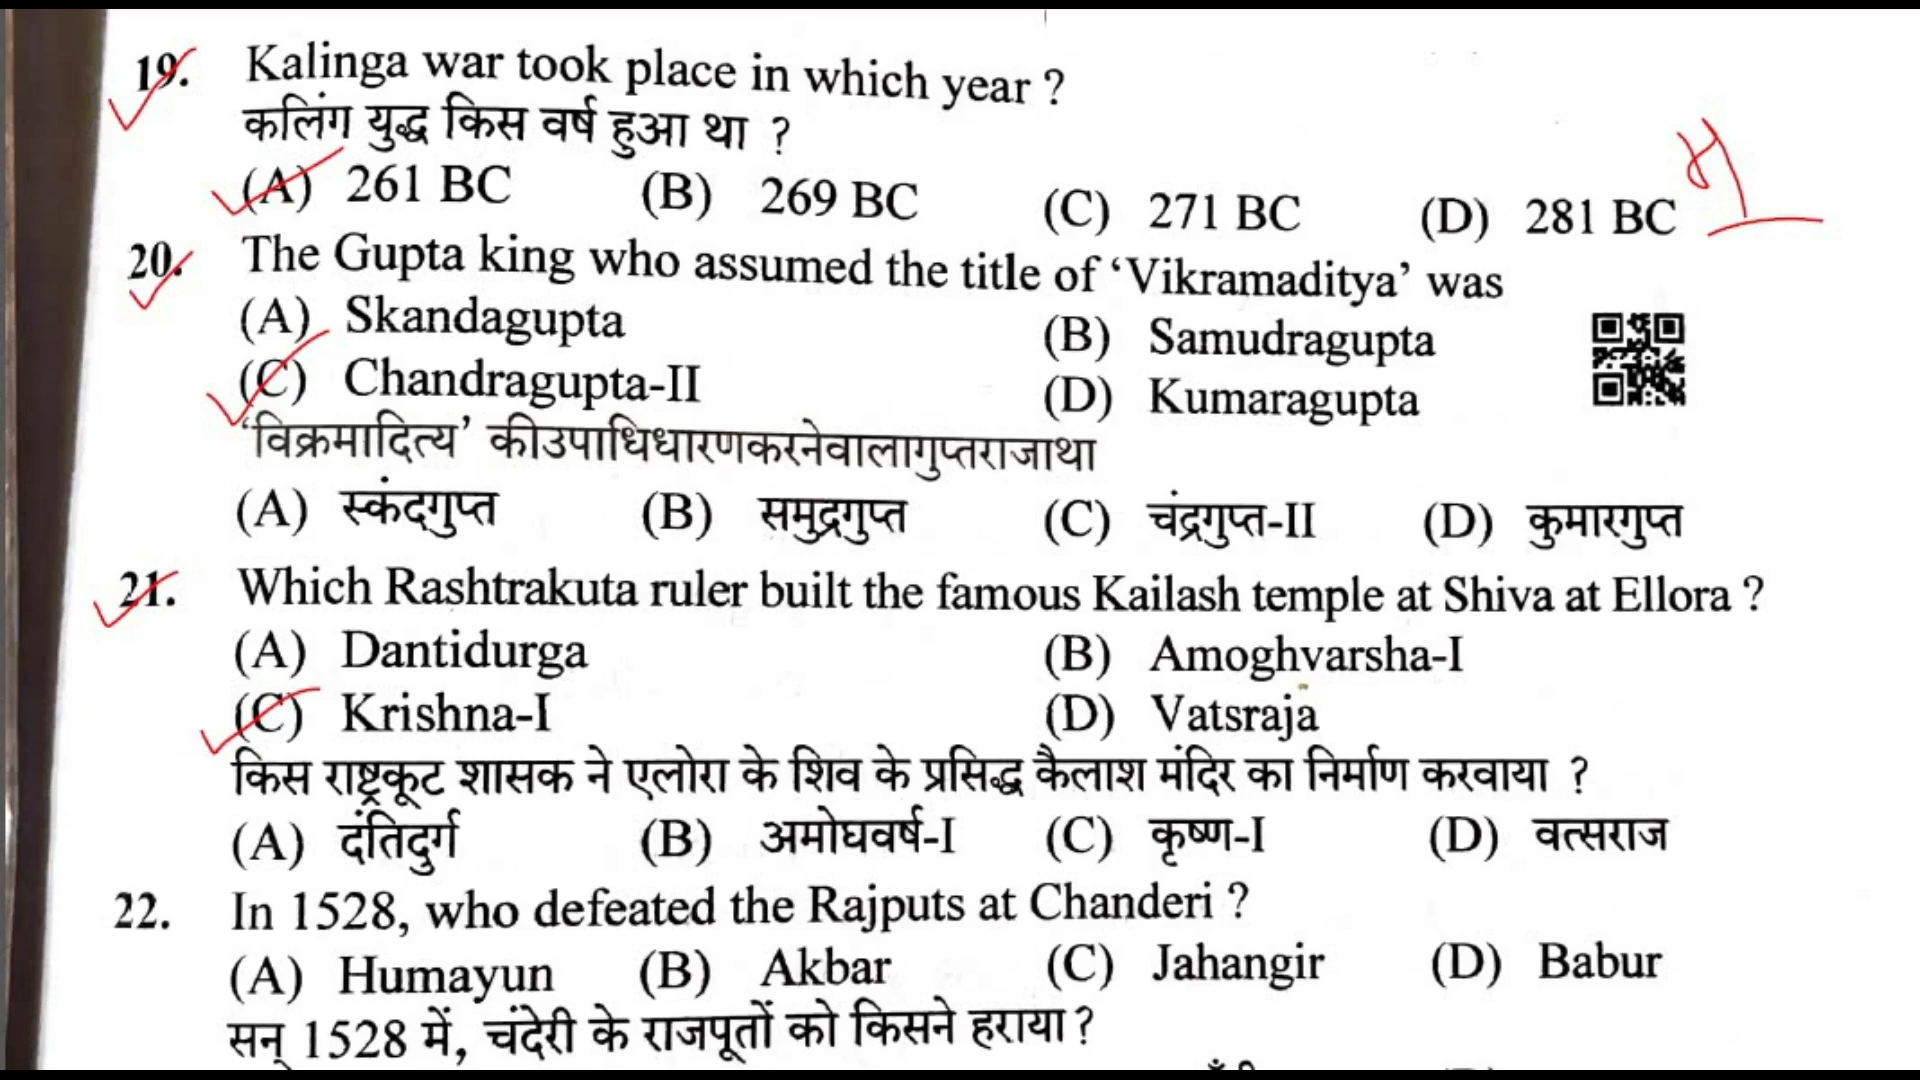 19. Kalinga war took place in which year ?
कलिंग युद्ध किस वर्ष हुआ था ?
(A) 261 BC (B) 269 BC (C) 271 BC (D) 281 BC
20. The Gupta king who assumed the title of ‘Vikramaditya’ was
(A) Skandagupta (B) Samudragupta
(C) Chandragupta-II (D) Kumaragupta
‘विक्रमादित्य’ कीउपाधिधारणकरनेवालागुप्तराजाथा
(A) स्कंदगुप्त (B) समुद्रगुप्त (C) चंद्रगुप्त-II (D) कुमारगुप्त
21. Which Rashtrakuta ruler built the famous Kailash temple at Shiva at Ellora ?
(A) Dantidurga (B) Amoghvarsha-I
(C) Krishna-I (D) Vatsraja
किस राष्ट्रकूट शासक ने एलोरा के शिव के प्रसिद्ध कैलाश मंदिर का निर्माण करवाया ?
(A) दंतिदुर्ग (B) अमोघवर्ष-I (C) कृष्ण-I (D) वत्सराज
22. In 1528, who defeated the Rajputs at Chanderi ?
(A) Humayun (B) Akbar (C) Jahangir (D) Babur
सन् 1528 में, चंदेरी के राजपूतों को किसने हराया ?